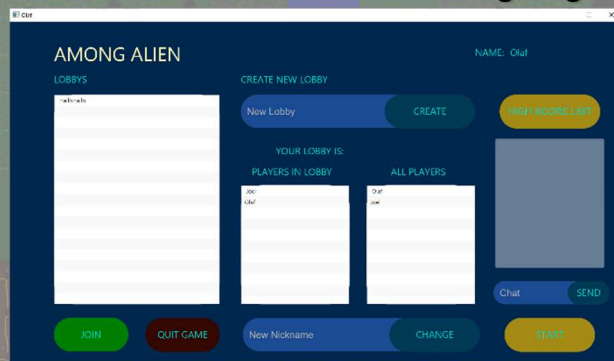 AMONG ALIEN
NAME: Olaf
LOBBYS
CREATE NEW LOBBY
New Lobby
CREATE
HIGH SCORE LIST
YOUR LOBBY IS:
PLAYERS IN LOBBY
ALL PLAYERS
Joel
Olaf
Olaf
Joel
Chat
SEND
JOIN
QUIT GAME
New Nickname
CHANGE
START